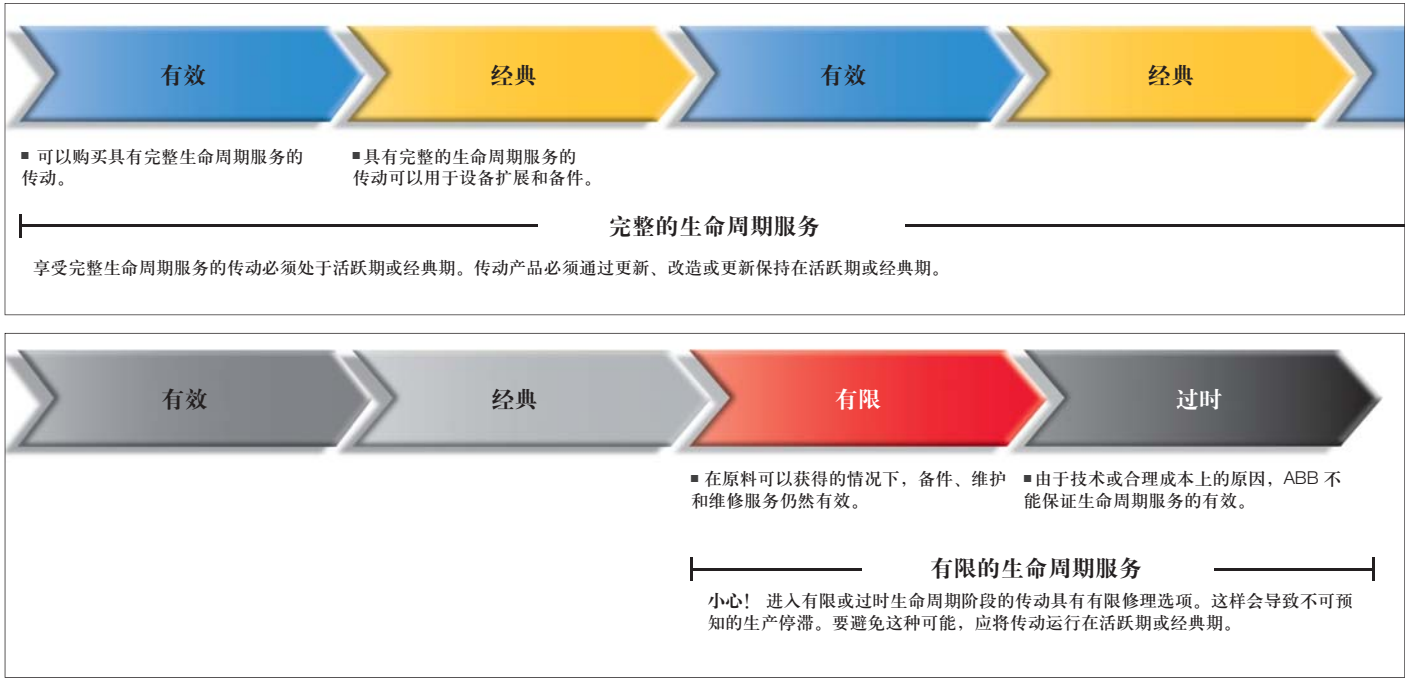 有效 经典 有效 经典
■ 可以购买具有完整生命周期服务的
传动。
■具有完整的生命周期服务的
传动可以用于设备扩展和备件。
完整的生命周期服务
享受完整生命周期服务的传动必须处于活跃期或经典期。传动产品必须通过更新、改造或更新保持在活跃期或经典期。
有效 经典 有限 过时
■ 在原料可以获得的情况下，备件、维护
和维修服务仍然有效。
■由于技术或合理成本上的原因，ABB 不
能保证生命周期服务的有效。
有限的生命周期服务
小心！ 进入有限或过时生命周期阶段的传动具有有限修理选项。这样会导致不可预
知的生产停滞。要避免这种可能，应将传动运行在活跃期或经典期。